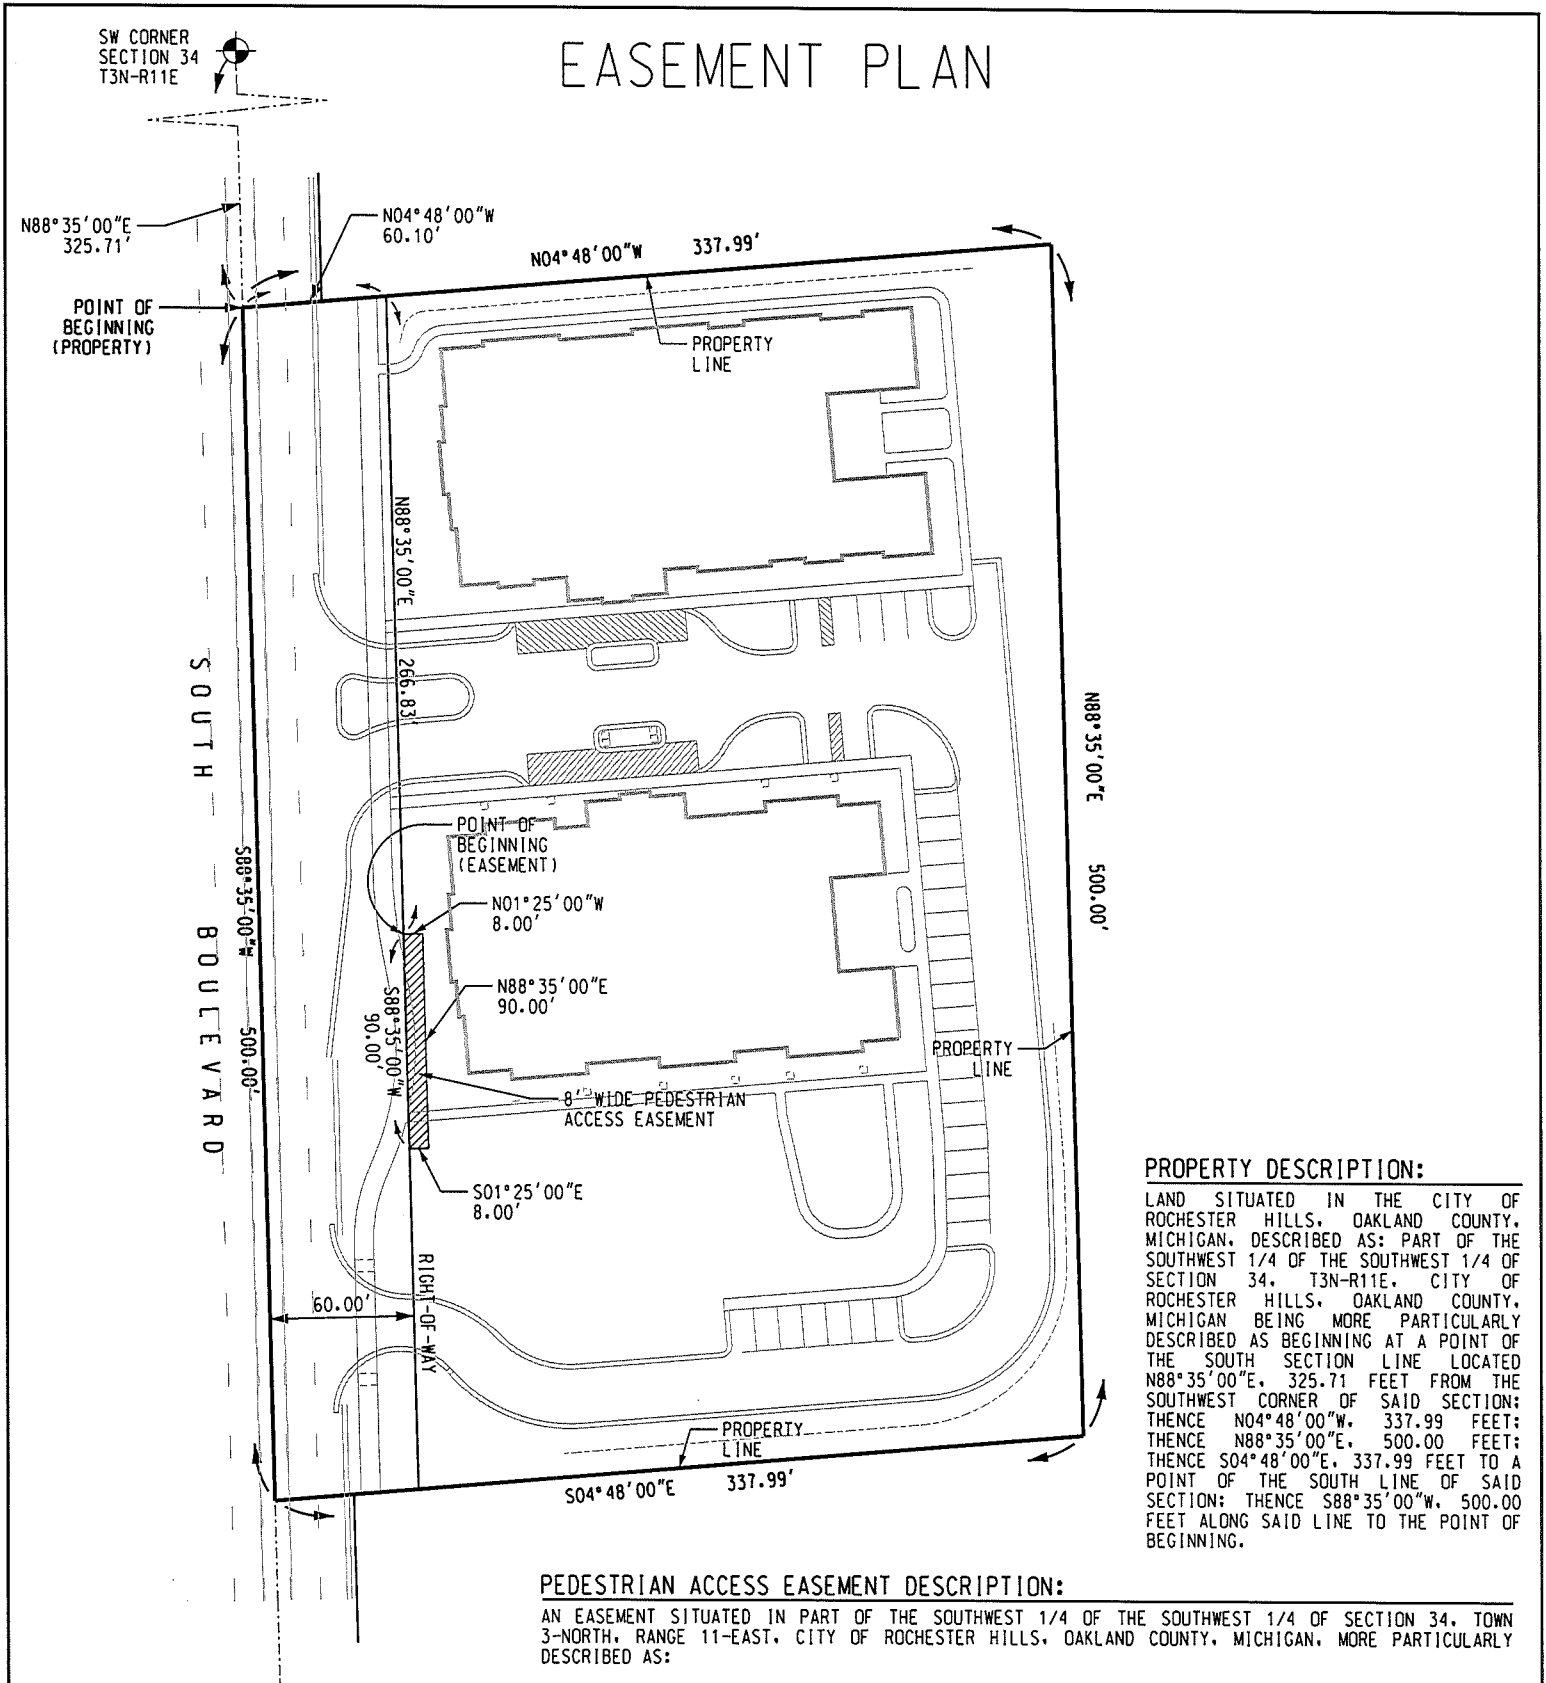 SW CORNER
SECTION 34
T3N-R11E
EASEMENT PLAN
N88°35'00"E
325.71'
N04°48'00"W
60.10'
N04°48'00"W 337.99'
POINT OF
BEGINNING
(PROPERTY)
PROPERTY
LINE
N88°35'00"E 266.83'
SOUTH BOULEVARD
S88°35'00"W 500.00'
N88°35'00"E 500.00'
POINT OF
BEGINNING
(EASEMENT)
N01°25'00"W
8.00'
N88°35'00"E
90.00'
S88°35'00"W
90.00'
PROPERTY
LINE
8' WIDE PEDESTRIAN
ACCESS EASEMENT
S01°25'00"E
8.00'
RIGHT-OF-WAY
60.00'
PROPERTY
LINE
S04°48'00"E 337.99'
PROPERTY DESCRIPTION:
LAND SITUATED IN THE CITY OF
ROCHESTER HILLS, OAKLAND COUNTY,
MICHIGAN, DESCRIBED AS: PART OF THE
SOUTHWEST 1/4 OF THE SOUTHWEST 1/4 OF
SECTION 34, T3N-R11E, CITY OF
ROCHESTER HILLS, OAKLAND COUNTY,
MICHIGAN BEING MORE PARTICULARLY
DESCRIBED AS BEGINNING AT A POINT OF
THE SOUTH SECTION LINE LOCATED
N88°35'00"E, 325.71 FEET FROM THE
SOUTHWEST CORNER OF SAID SECTION;
THENCE N04°48'00"W, 337.99 FEET;
THENCE N88°35'00"E, 500.00 FEET;
THENCE S04°48'00"E, 337.99 FEET TO A
POINT OF THE SOUTH LINE OF SAID
SECTION; THENCE S88°35'00"W, 500.00
FEET ALONG SAID LINE TO THE POINT OF
BEGINNING.
PEDESTRIAN ACCESS EASEMENT DESCRIPTION:
AN EASEMENT SITUATED IN PART OF THE SOUTHWEST 1/4 OF THE SOUTHWEST 1/4 OF SECTION 34, TOWN
3-NORTH, RANGE 11-EAST, CITY OF ROCHESTER HILLS, OAKLAND COUNTY, MICHIGAN, MORE PARTICULARLY
DESCRIBED AS: